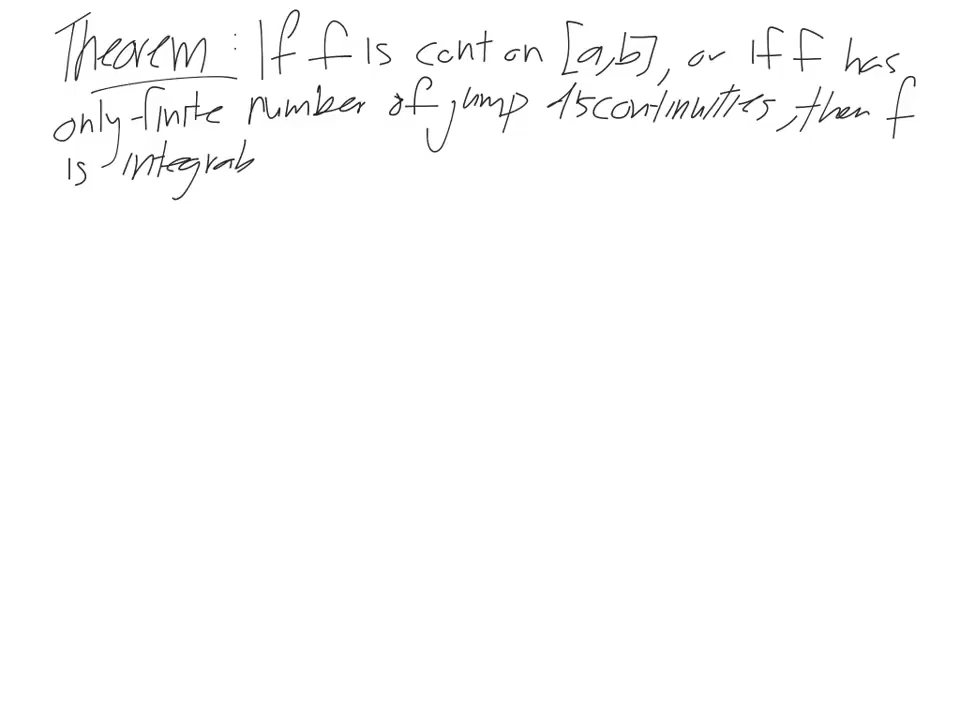 Theorem: If f is cont on [a,b], or if f has
only finite number of jump discontinuities, then f
is integrab